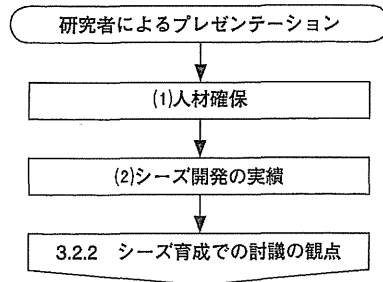 研究者によるプレゼンテーション
(1)人材確保
(2)シーズ開発の実績
3.2.2 シーズ育成での討議の観点